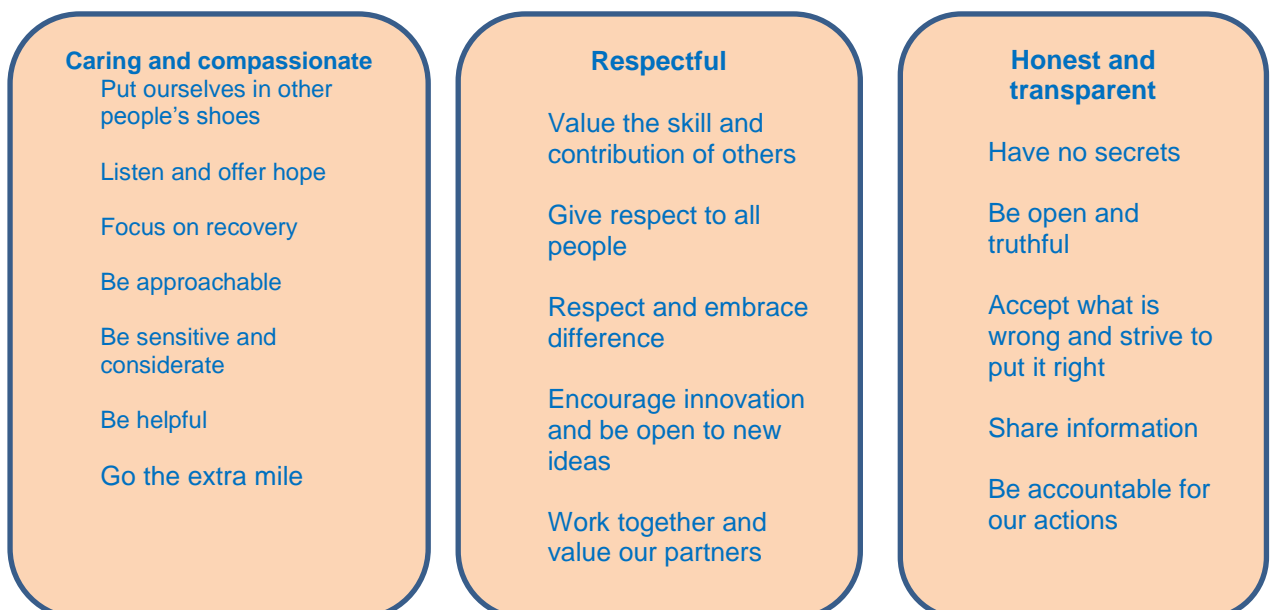 Caring and compassionate
Put ourselves in other
people’s shoes
Listen and offer hope
Focus on recovery
Be approachable
Be sensitive and
considerate
Be helpful
Go the extra mile
Respectful
Value the skill and
contribution of others
Give respect to all
people
Respect and embrace
difference
Encourage innovation
and be open to new
ideas
Work together and
value our partners
Honest and
transparent
Have no secrets
Be open and
truthful
Accept what is
wrong and strive to
put it right
Share information
Be accountable for
our actions